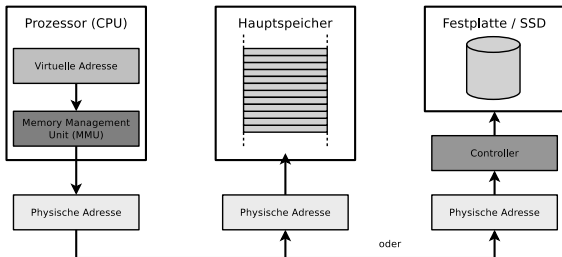 Prozessor (CPU)
Virtuelle Adresse
Memory Management
Unit (MMU)
Physische Adresse
Hauptspeicher
Physische Adresse
Festplatte / SSD
Controller
Physische Adresse
oder